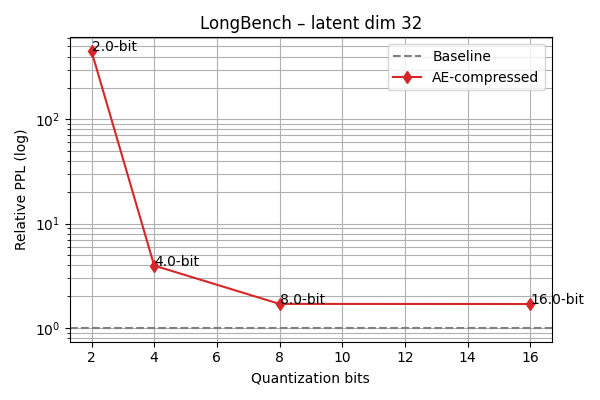 LongBench – latent dim 32
2.0-bit
Baseline
AE-compressed
10²
Relative PPL (log)
10¹
4.0-bit
8.0-bit
16.0-bit
10⁰
2 4 6 8 10 12 14 16
Quantization bits